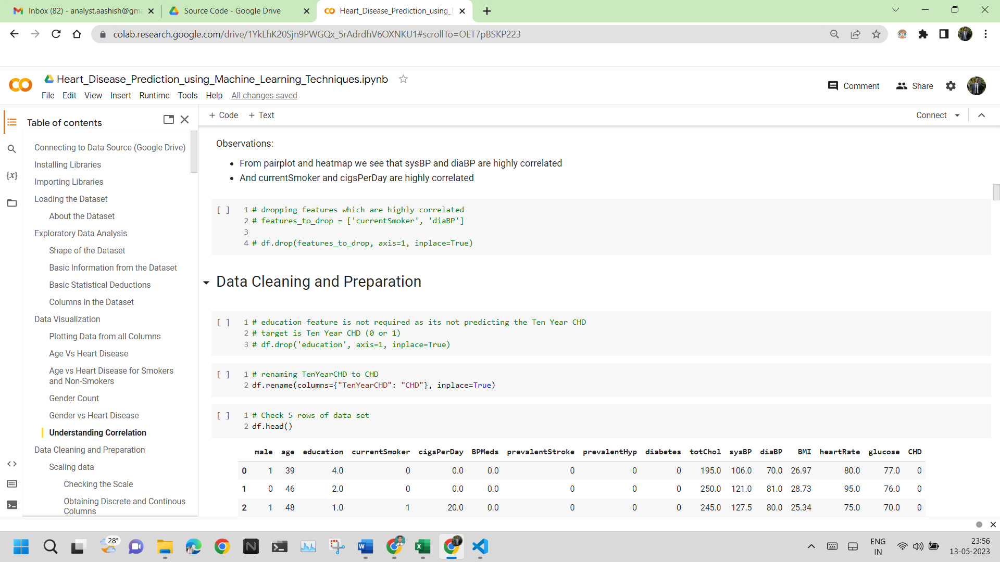 Inbox (82) - analyst.aashish@gm
Source Code - Google Drive
Heart_Disease_Prediction_using_
colab.research.google.com/drive/1YkLhK20Sjn9PWGQx_5rAdrdhV6OXNKU1#scrollTo=OET7pBSKP223
Heart_Disease_Prediction_using_Machine_Learning_Techniques.ipynb
File Edit View Insert Runtime Tools Help All changes saved
Comment Share
Table of contents
Connecting to Data Source (Google Drive)
Installing Libraries
Importing Libraries
Loading the Dataset
About the Dataset
Exploratory Data Analysis
Shape of the Dataset
Basic Information from the Dataset
Basic Statistical Deductions
Columns in the Dataset
Data Visualization
Plotting Data from all Columns
Age Vs Heart Disease
Age vs Heart Disease for Smokers
and Non-Smokers
Gender Count
Gender vs Heart Disease
Understanding Correlation
Data Cleaning and Preparation
Scaling data
Checking the Scale
Obtaining Discrete and Continous
Columns
+ Code + Text
Connect
Observations:
• From pairplot and heatmap we see that sysBP and diaBP are highly correlated
• And currentSmoker and cigsPerDay are highly correlated
[ ] 1 # dropping features which are highly correlated
2 # features_to_drop = ['currentSmoker', 'diaBP']
3
4 # df.drop(features_to_drop, axis=1, inplace=True)
Data Cleaning and Preparation
[ ] 1 # education feature is not required as its not predicting the Ten Year CHD
2 # target is Ten Year CHD (0 or 1)
3 # df.drop('education', axis=1, inplace=True)
[ ] 1 # renaming TenYearCHD to CHD
2 df.rename(columns={"TenYearCHD": "CHD"}, inplace=True)
[ ] 1 # Check 5 rows of data set
2 df.head()
male age education currentSmoker cigsPerDay BPMeds prevalentStroke prevalentHyp diabetes totChol sysBP diaBP BMI heartRate glucose CHD
0 1 39 4.0 0 0.0 0.0 0 0 0 195.0 106.0 70.0 26.97 80.0 77.0 0
1 0 46 2.0 0 0.0 0.0 0 0 0 250.0 121.0 81.0 28.73 95.0 76.0 0
2 1 48 1.0 1 20.0 0.0 0 0 0 245.0 127.5 80.0 25.34 75.0 70.0 0
28°
ENG
IN
23:56
13-05-2023